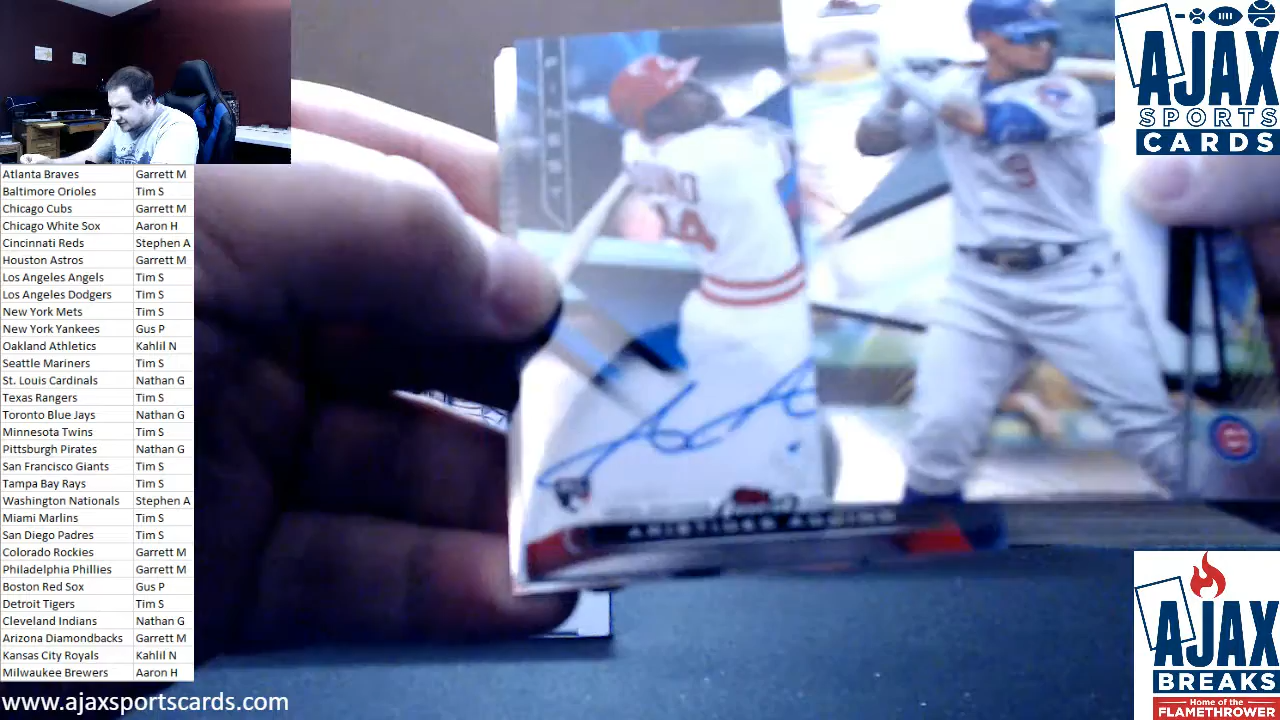 Atlanta Braves Garrett M
Baltimore Orioles Tim S
Chicago Cubs Garrett M
Chicago White Sox Aaron H
Cincinnati Reds Stephen A
Houston Astros Garrett M
Los Angeles Angels Tim S
Los Angeles Dodgers Tim S
New York Mets Tim S
New York Yankees Gus P
Oakland Athletics Kahlil N
Seattle Mariners Tim S
St. Louis Cardinals Nathan G
Texas Rangers Tim S
Toronto Blue Jays Nathan G
Minnesota Twins Tim S
Pittsburgh Pirates Nathan G
San Francisco Giants Tim S
Tampa Bay Rays Tim S
Washington Nationals Stephen A
Miami Marlins Tim S
San Diego Padres Tim S
Colorado Rockies Garrett M
Philadelphia Phillies Garrett M
Boston Red Sox Gus P
Detroit Tigers Tim S
Cleveland Indians Nathan G
Arizona Diamondbacks Garrett M
Kansas City Royals Kahlil N
Milwaukee Brewers Aaron H
www.ajaxsportscards.com
14
ARISTIDES AQUINO
9
AJAX
SPORTS
CARDS
AJAX
BREAKS
Home of the
FLAMETHROWER